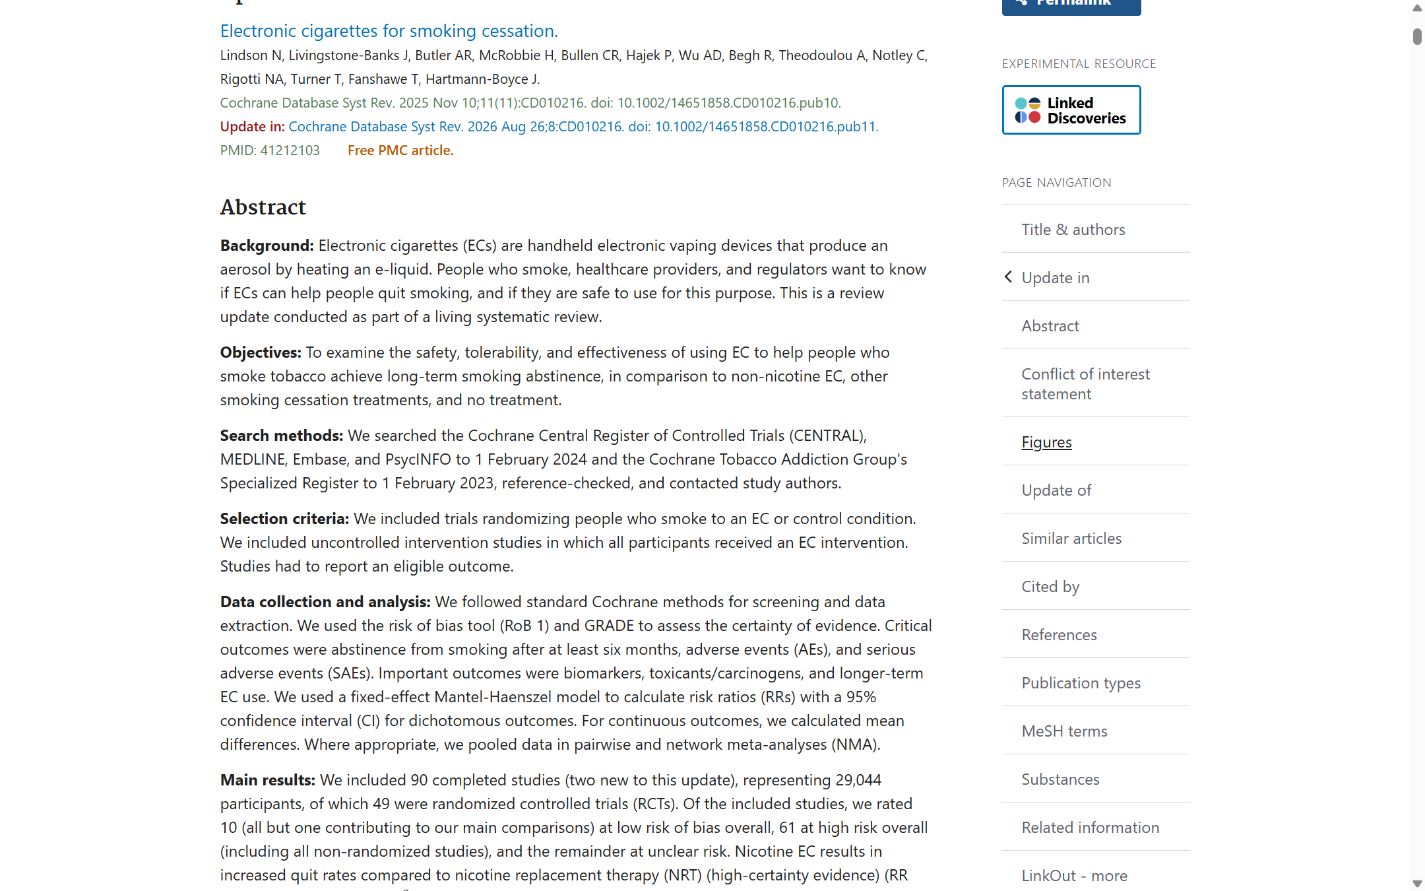 Permalink
Electronic cigarettes for smoking cessation.
Lindson N, Livingstone-Banks J, Butler AR, McRobbie H, Bullen CR, Hajek P, Wu AD, Begh R, Theodoulou A, Notley C,
Rigotti NA, Turner T, Fanshawe T, Hartmann-Boyce J.
Cochrane Database Syst Rev. 2025 Nov 10;11(11):CD010216. doi: 10.1002/14651858.CD010216.pub10.
Update in: Cochrane Database Syst Rev. 2026 Aug 26;8:CD010216. doi: 10.1002/14651858.CD010216.pub11.
PMID: 41212103 Free PMC article.
Abstract
Background: Electronic cigarettes (ECs) are handheld electronic vaping devices that produce an
aerosol by heating an e-liquid. People who smoke, healthcare providers, and regulators want to know
if ECs can help people quit smoking, and if they are safe to use for this purpose. This is a review
update conducted as part of a living systematic review.
Objectives: To examine the safety, tolerability, and effectiveness of using EC to help people who
smoke tobacco achieve long-term smoking abstinence, in comparison to non-nicotine EC, other
smoking cessation treatments, and no treatment.
Search methods: We searched the Cochrane Central Register of Controlled Trials (CENTRAL),
MEDLINE, Embase, and PsycINFO to 1 February 2024 and the Cochrane Tobacco Addiction Group's
Specialized Register to 1 February 2023, reference-checked, and contacted study authors.
Selection criteria: We included trials randomizing people who smoke to an EC or control condition.
We included uncontrolled intervention studies in which all participants received an EC intervention.
Studies had to report an eligible outcome.
Data collection and analysis: We followed standard Cochrane methods for screening and data
extraction. We used the risk of bias tool (RoB 1) and GRADE to assess the certainty of evidence. Critical
outcomes were abstinence from smoking after at least six months, adverse events (AEs), and serious
adverse events (SAEs). Important outcomes were biomarkers, toxicants/carcinogens, and longer-term
EC use. We used a fixed-effect Mantel-Haenszel model to calculate risk ratios (RRs) with a 95%
confidence interval (CI) for dichotomous outcomes. For continuous outcomes, we calculated mean
differences. Where appropriate, we pooled data in pairwise and network meta-analyses (NMA).
Main results: We included 90 completed studies (two new to this update), representing 29,044
participants, of which 49 were randomized controlled trials (RCTs). Of the included studies, we rated
10 (all but one contributing to our main comparisons) at low risk of bias overall, 61 at high risk overall
(including all non-randomized studies), and the remainder at unclear risk. Nicotine EC results in
increased quit rates compared to nicotine replacement therapy (NRT) (high-certainty evidence) (RR
EXPERIMENTAL RESOURCE
Linked
Discoveries
PAGE NAVIGATION
Title & authors
Update in
Abstract
Conflict of interest
statement
Figures
Update of
Similar articles
Cited by
References
Publication types
MeSH terms
Substances
Related information
LinkOut - more